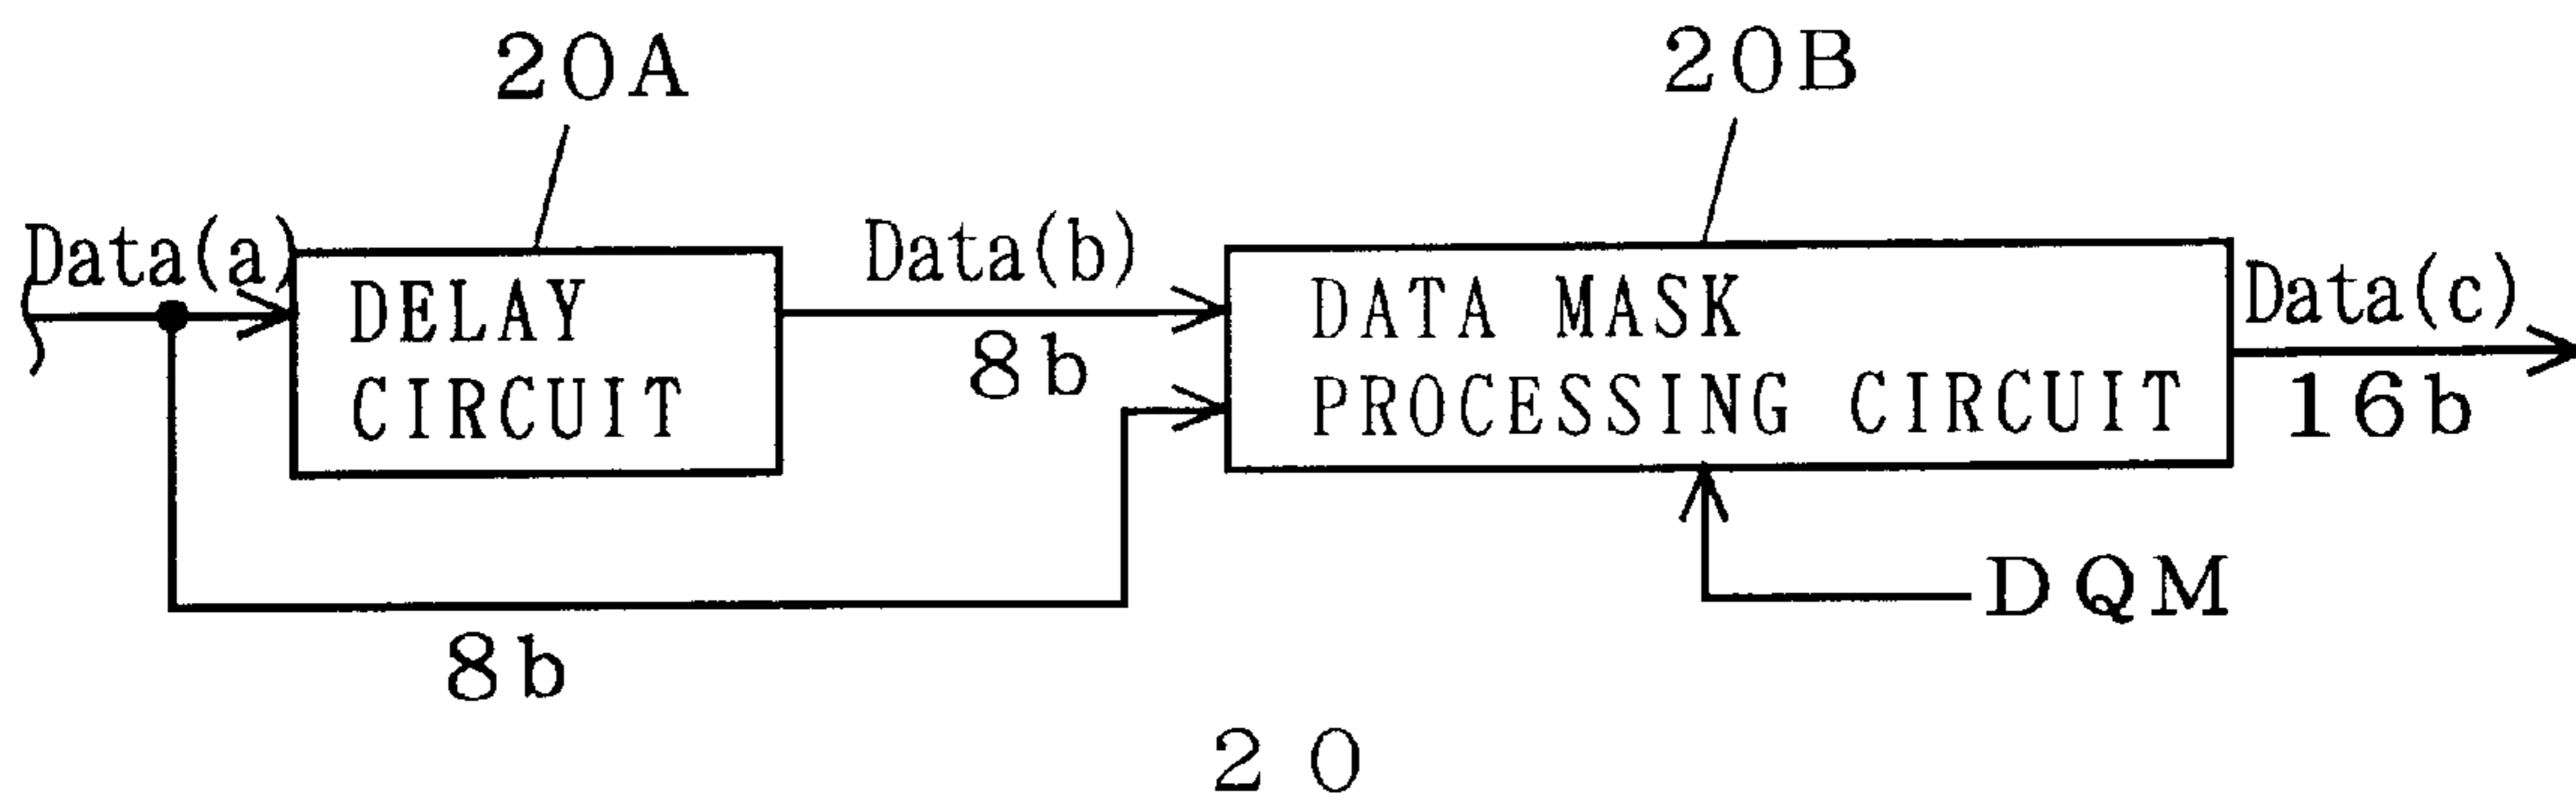 20A
20B
Data(a)
DELAY
CIRCUIT
Data(b)
8b
DATA MASK
PROCESSING CIRCUIT
Data(c)
16b
DQM
8b
20